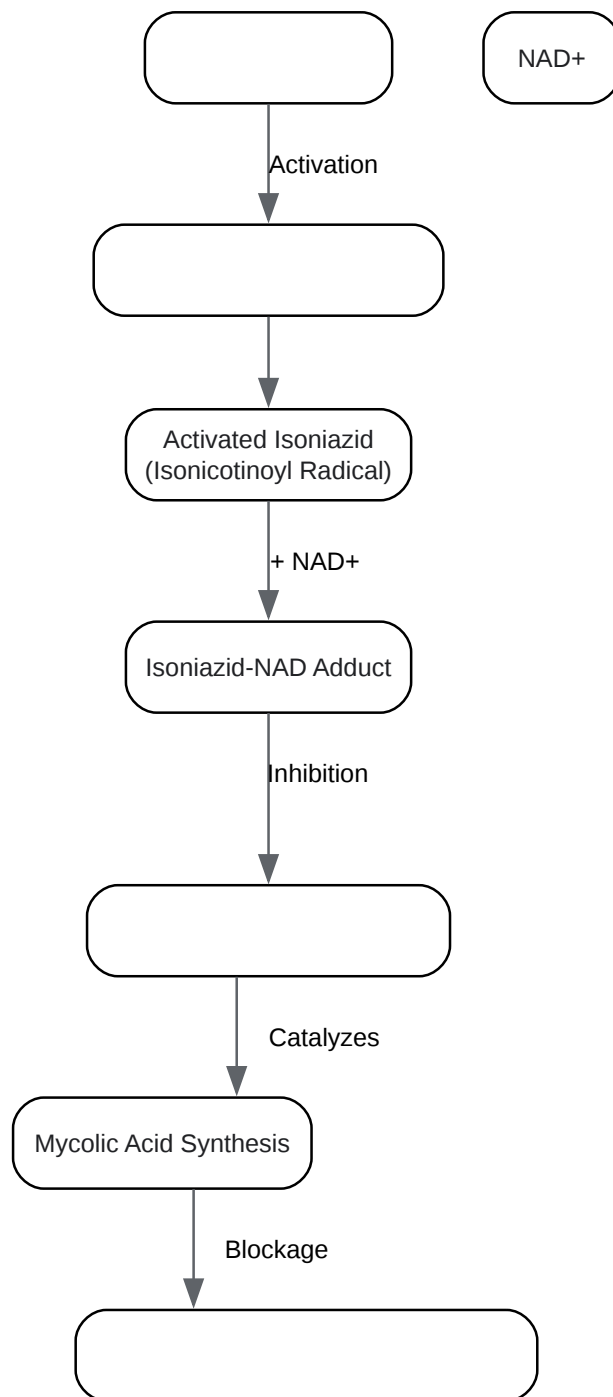 NAD+
Activation
Activated Isoniazid
(Isonicotinoyl Radical)
+ NAD+
Isoniazid-NAD Adduct
Inhibition
Catalyzes
Mycolic Acid Synthesis
Blockage